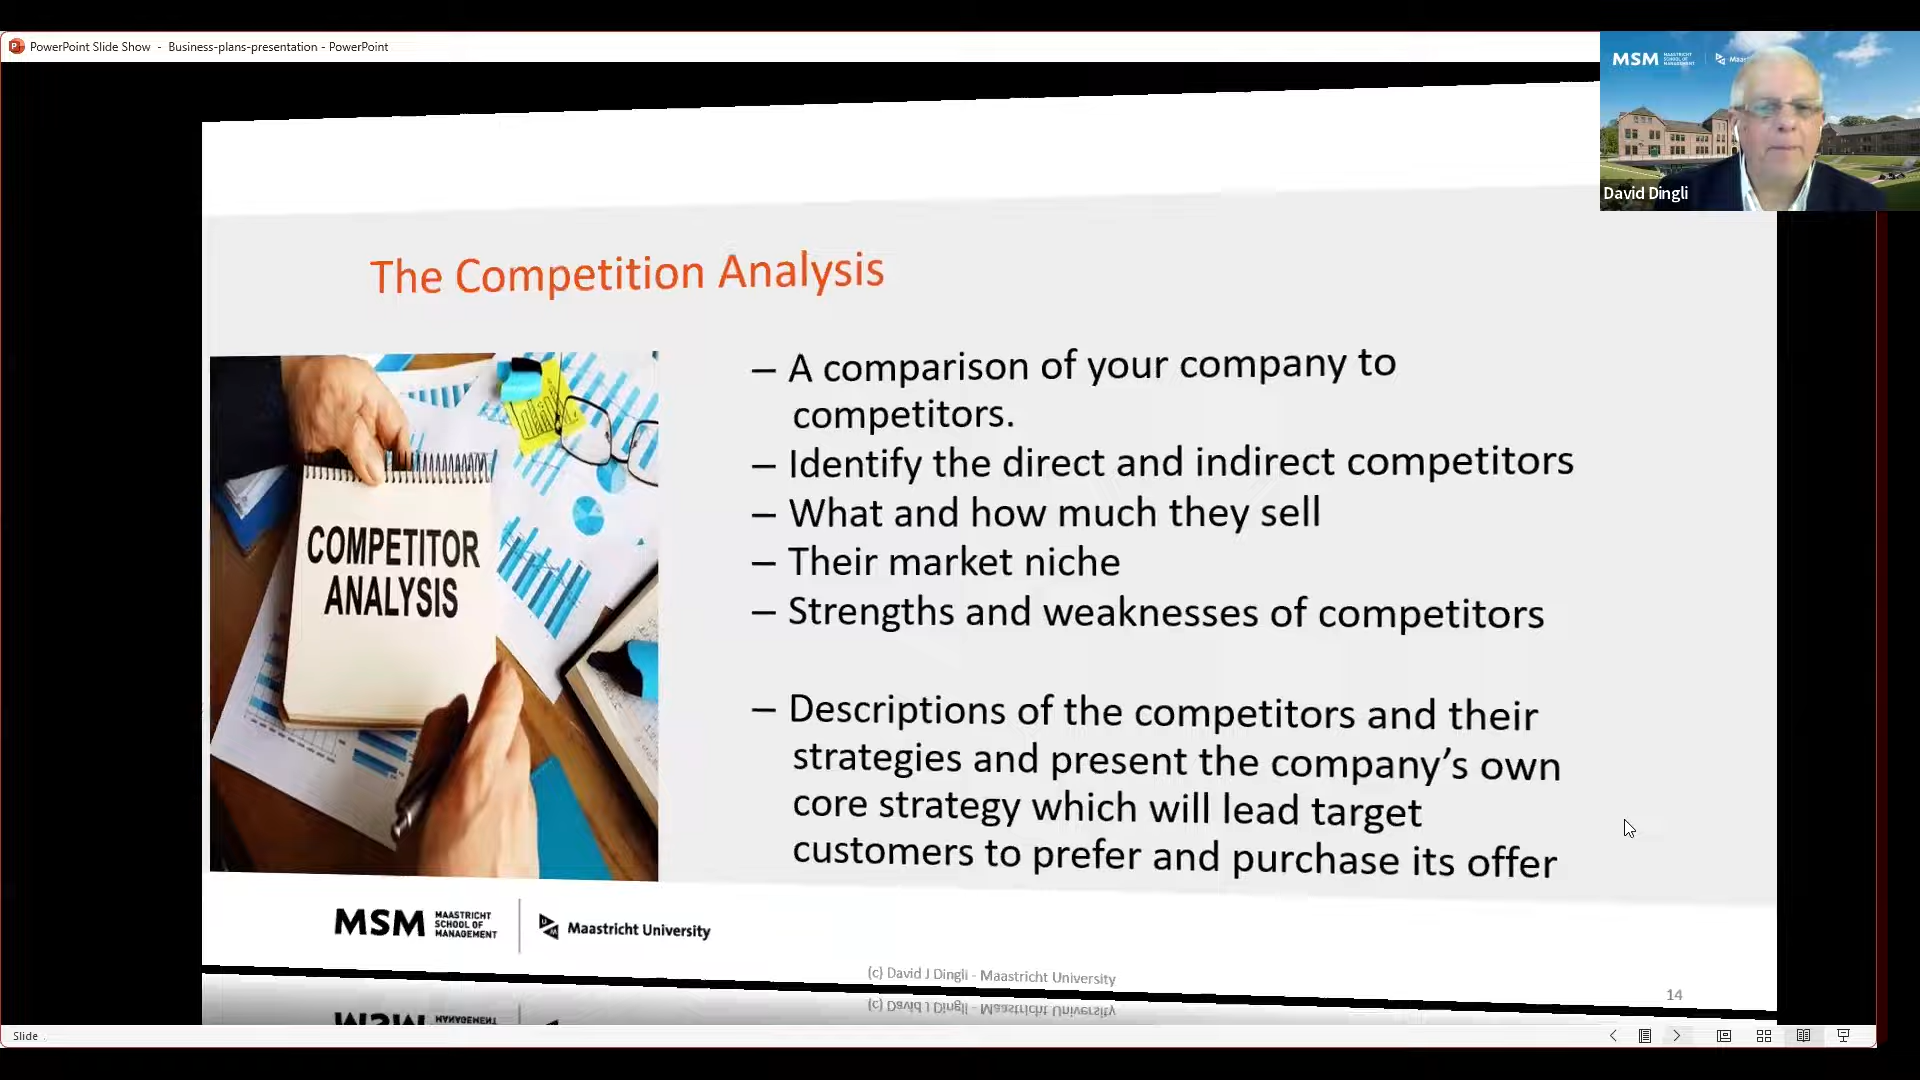 PowerPoint Slide Show - Business-plans-presentation - PowerPoint
MSM MAASTRICHT SCHOOL OF MANAGEMENT
David Dingli
The Competition Analysis
– A comparison of your company to
competitors.
– Identify the direct and indirect competitors
– What and how much they sell
– Their market niche
– Strengths and weaknesses of competitors
– Descriptions of the competitors and their
strategies and present the company's own
core strategy which will lead target
customers to prefer and purchase its offer
COMPETITOR
ANALYSIS
MSM
MAASTRICHT
SCHOOL OF
MANAGEMENT
Maastricht University
(c) David J Dingli - Maastricht University
14
Slide